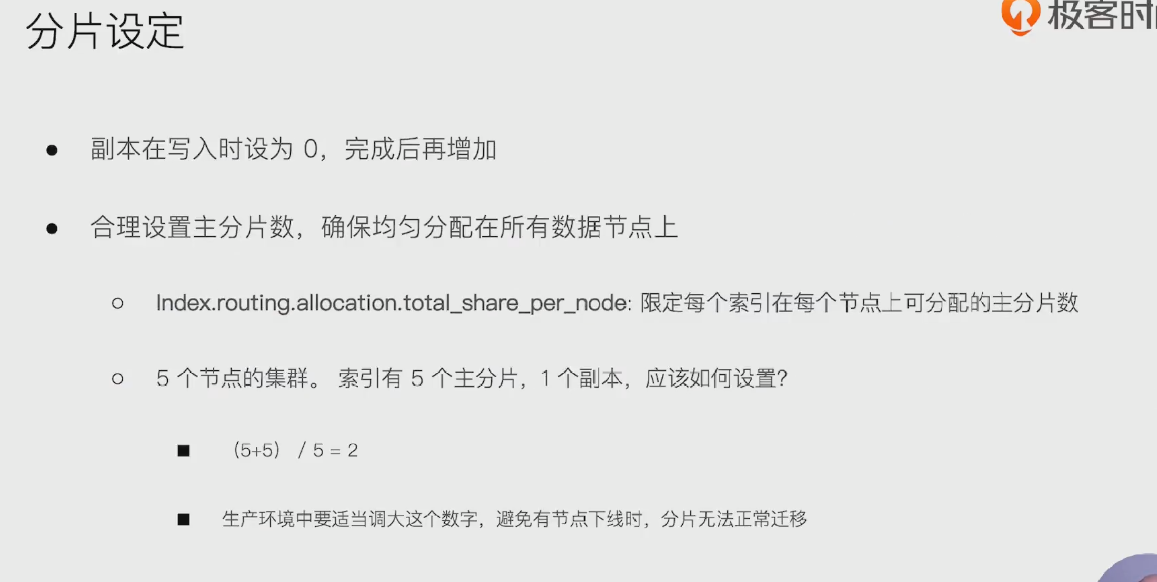 分片设定
极客时间
副本在写入时设为 0，完成后再增加
合理设置主分片数，确保均匀分配在所有数据节点上
Index.routing.allocation.total_share_per_node: 限定每个索引在每个节点上可分配的主分片数
5 个节点的集群。 索引有 5 个主分片，1 个副本，应该如何设置？
（5+5） / 5 = 2
生产环境中要适当调大这个数字，避免有节点下线时，分片无法正常迁移